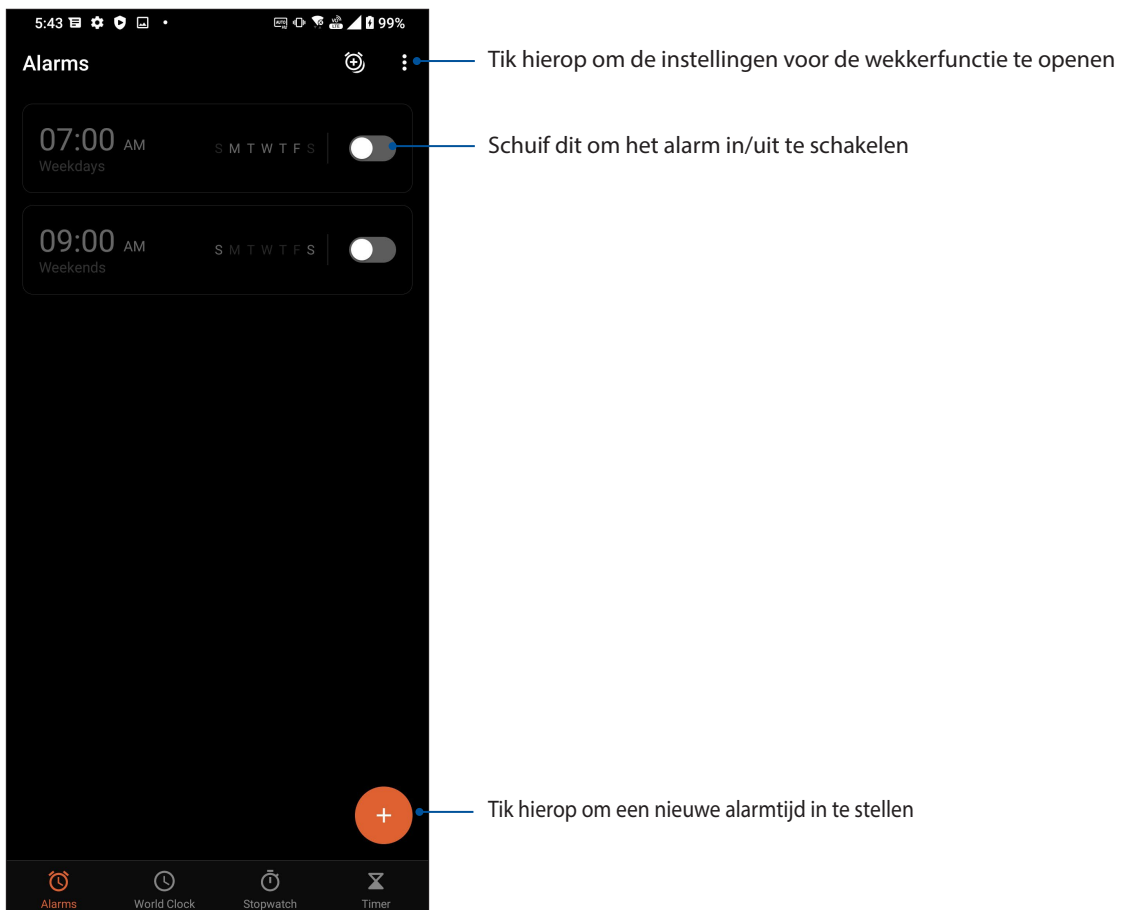 5:43 99%
Alarms
Tik hierop om de instellingen voor de wekkerfunctie te openen
07:00 AM S M T W T F S
Weekdays
Schuif dit om het alarm in/uit te schakelen
09:00 AM S M T W T F S
Weekends
+
Tik hierop om een nieuwe alarmtijd in te stellen
Alarms World Clock Stopwatch Timer